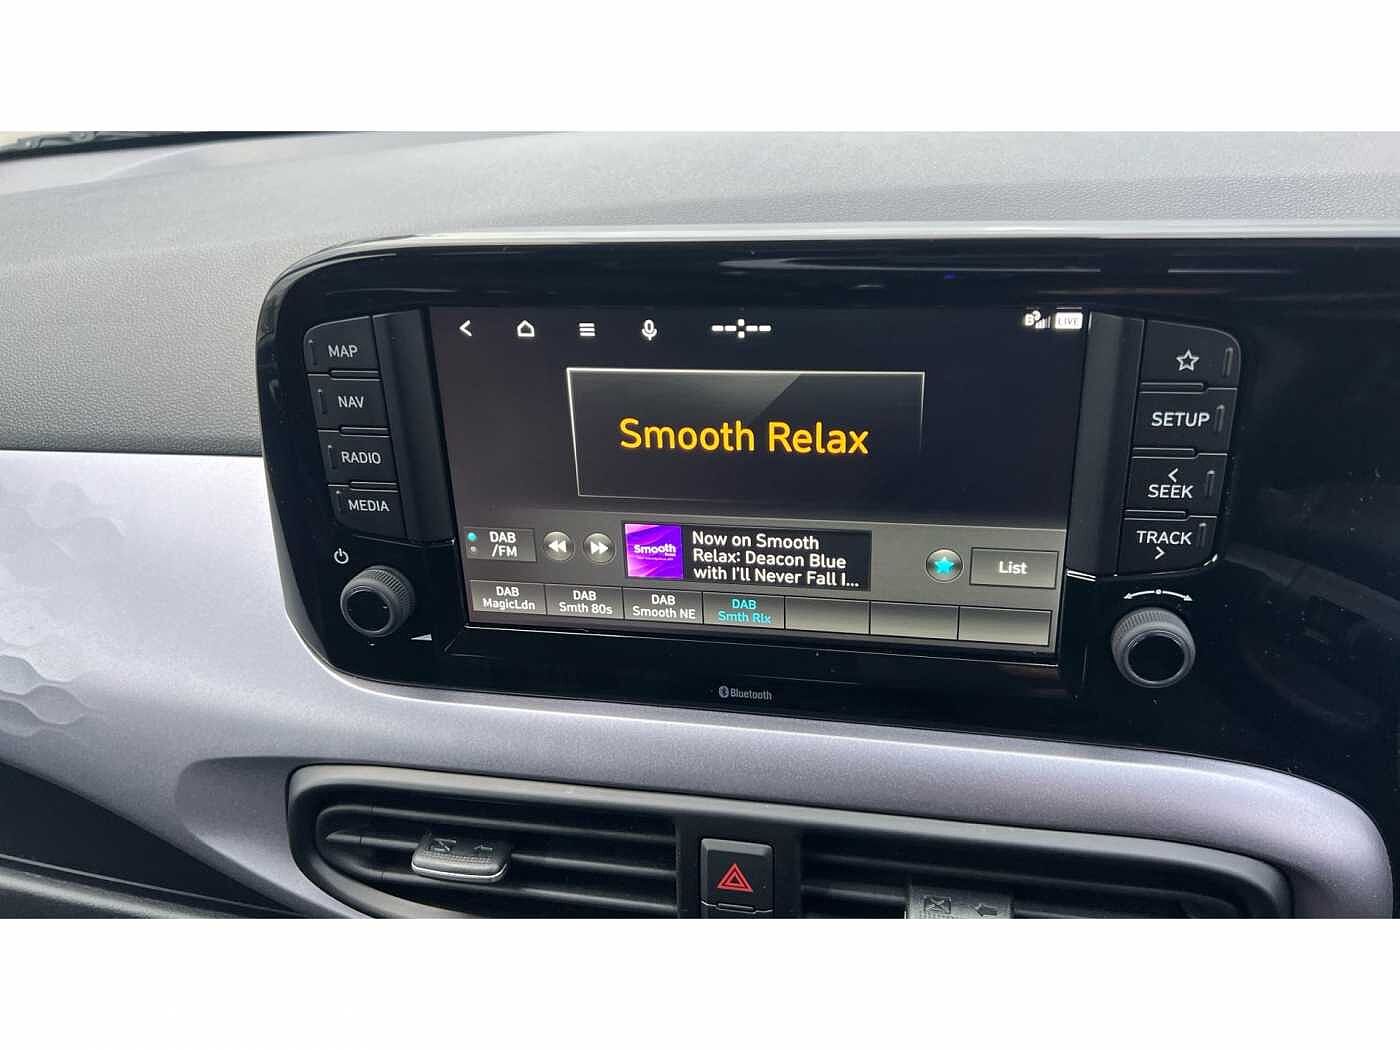 MAP
NAV
RADIO
MEDIA
LIVE
Smooth Relax
DAB
/FM
Smooth
Now on Smooth
Relax: Deacon Blue
with I'll Never Fall I...
List
DAB
MagicLdn
DAB
Smth 80s
DAB
Smooth NE
DAB
Smth Rlx
SETUP
<
SEEK
TRACK
>
Bluetooth